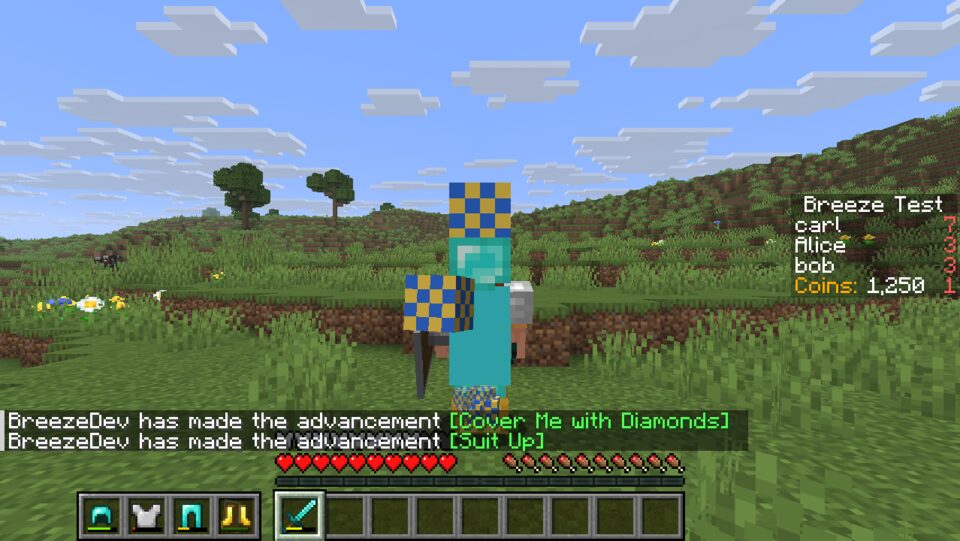 Breeze Test
carl 7
Alice 3
bob 3
Coins: 1,250 1
BreezeDev has made the advancement [Cover Me with Diamonds]
BreezeDev has made the advancement [Suit Up]